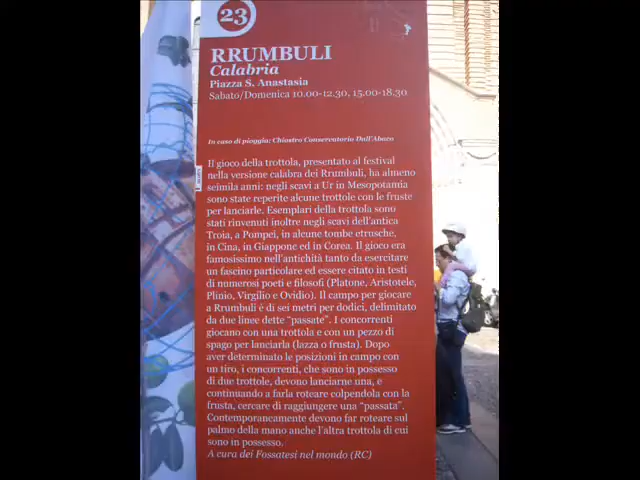 23
RRUMBULI
Calabria
Piazza S. Anastasia
Sabato/Domenica 10.00-12.30, 15.00-18.30
In caso di pioggia: Chiostro Conservatorio Dall'Abaco
Il gioco della trottola, presentato al festival
nella versione calabra dei Rrumbuli, ha almeno
seimila anni: negli scavi a Ur in Mesopotamia
sono state reperite alcune trottole con le fruste
per lanciarle. Esemplari della trottola sono
stati rinvenuti inoltre negli scavi dell'antica
Troia, a Pompei, in alcune tombe etrusche,
in Cina, in Giappone ed in Corea. Il gioco era
famosissimo nell'antichità tanto da esercitare
un fascino particolare ed essere citato in testi
di numerosi poeti e filosofi (Platone, Aristotele,
Plinio, Virgilio e Ovidio). Il campo per giocare
a Rrumbuli è di sei metri per dodici, delimitato
da due linee dette "passate". I concorrenti
giocano con una trottola e con un pezzo di
spago per lanciarla (lazza o frusta). Dopo
aver determinato le posizioni in campo con
un tiro, i concorrenti, che sono in possesso
di due trottole, devono lanciarne una, e
continuando a farla roteare colpendola con la
frusta, cercare di raggiungere una "passata".
Contemporaneamente devono far roteare sul
palmo della mano anche l'altra trottola di cui
sono in possesso.
A cura dei Fossatesi nel mondo (RC)